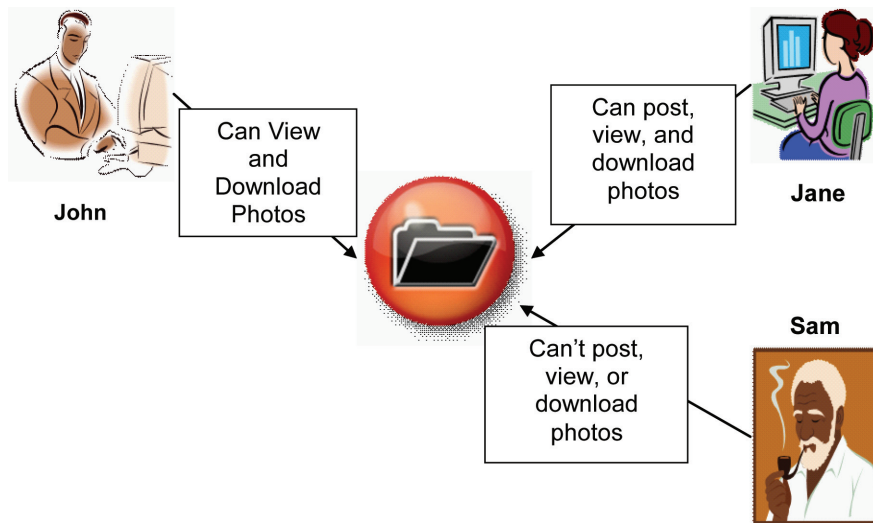 Can View
and
Download
Photos
John
Can post,
view, and
download
photos
Jane
Sam
Can’t post,
view, or
download
photos